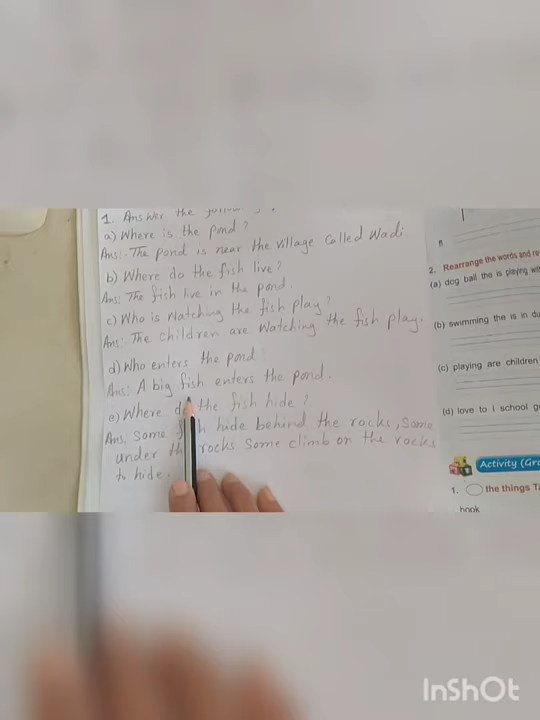 1. Answer the
a) Where is the pond?
Ans:- The pond is near the village called Wadi.
b) Where do the fish live?
Ans: The fish live in the pond.
c) Who is watching the fish play?
Ans:- The children are watching the fish play.
d) Who enters the pond:
Ans: A big fish enters the pond.
e) Where do the fish hide?
Ans. Some hide behind the rocks, Some
under the rocks Some climb on the rocks
to hide.
2. Rearrange the words and
(a) dog ball the is playing
(b) swimming the is in
(c) playing are children
(d) love to I school
Activity
1. the things
book
InShOt